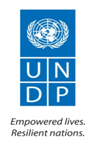 U N
D P
Empowered lives.
Resilient nations.